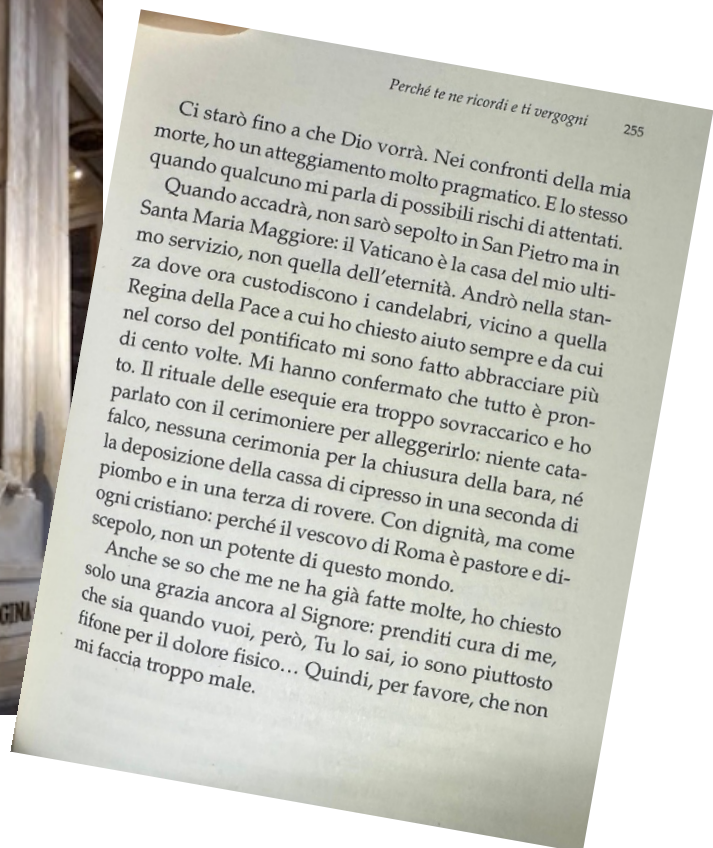 Perché te ne ricordi e ti vergogni 255
Ci starò fino a che Dio vorrà. Nei confronti della mia
morte, ho un atteggiamento molto pragmatico. E lo stesso
quando qualcuno mi parla di possibili rischi di attentati.
Quando accadrà, non sarò sepolto in San Pietro ma in
Santa Maria Maggiore: il Vaticano è la casa del mio ulti-
mo servizio, non quella dell'eternità. Andrò nella stan-
za dove ora custodiscono i candelabri, vicino a quella
Regina della Pace a cui ho chiesto aiuto sempre e da cui
nel corso del pontificato mi sono fatto abbracciare più
di cento volte. Mi hanno confermato che tutto è pron-
to. Il rituale delle esequie era troppo sovraccarico e ho
parlato con il cerimoniere per alleggerirlo: niente cata-
falco, nessuna cerimonia per la chiusura della bara, né
la deposizione della cassa di cipresso in una seconda di
piombo e in una terza di rovere. Con dignità, ma come
ogni cristiano: perché il vescovo di Roma è pastore e di-
scepolo, non un potente di questo mondo.
Anche se so che me ne ha già fatte molte, ho chiesto
solo una grazia ancora al Signore: prenditi cura di me,
che sia quando vuoi, però, Tu lo sai, io sono piuttosto
fifone per il dolore fisico… Quindi, per favore, che non
mi faccia troppo male.
GINA